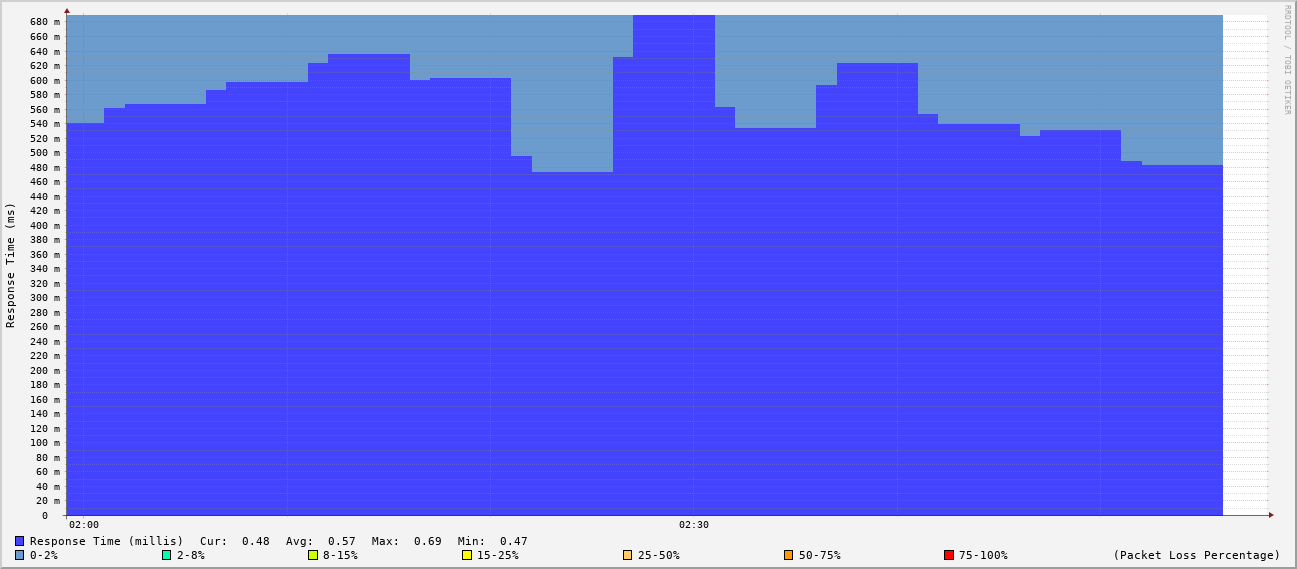 680 m
660 m
640 m
620 m
600 m
580 m
560 m
540 m
520 m
500 m
480 m
460 m
440 m
420 m
400 m
380 m
360 m
340 m
320 m
300 m
280 m
260 m
240 m
220 m
200 m
180 m
160 m
140 m
120 m
100 m
80 m
60 m
40 m
20 m
0
Response Time (ms)
RRDTOOL / TOBI OETIKER
02:00 02:30
Response Time (millis) Cur: 0.48 Avg: 0.57 Max: 0.69 Min: 0.47
0-2% 2-8% 8-15% 15-25% 25-50% 50-75% 75-100% (Packet Loss Percentage)